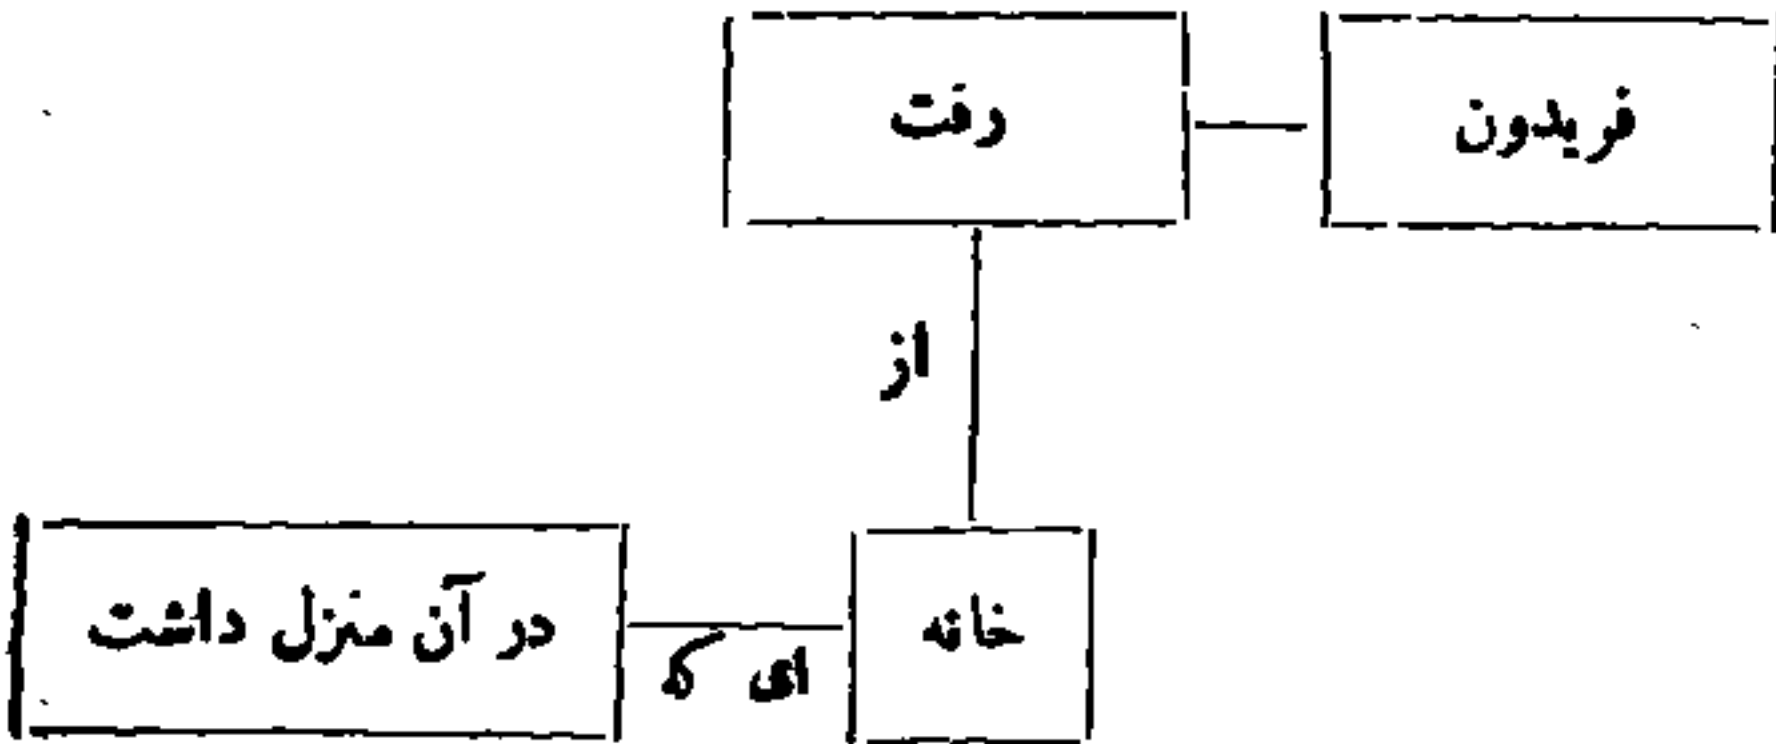 فریدون رفت
از
خانه ای که در آن منزل داشت